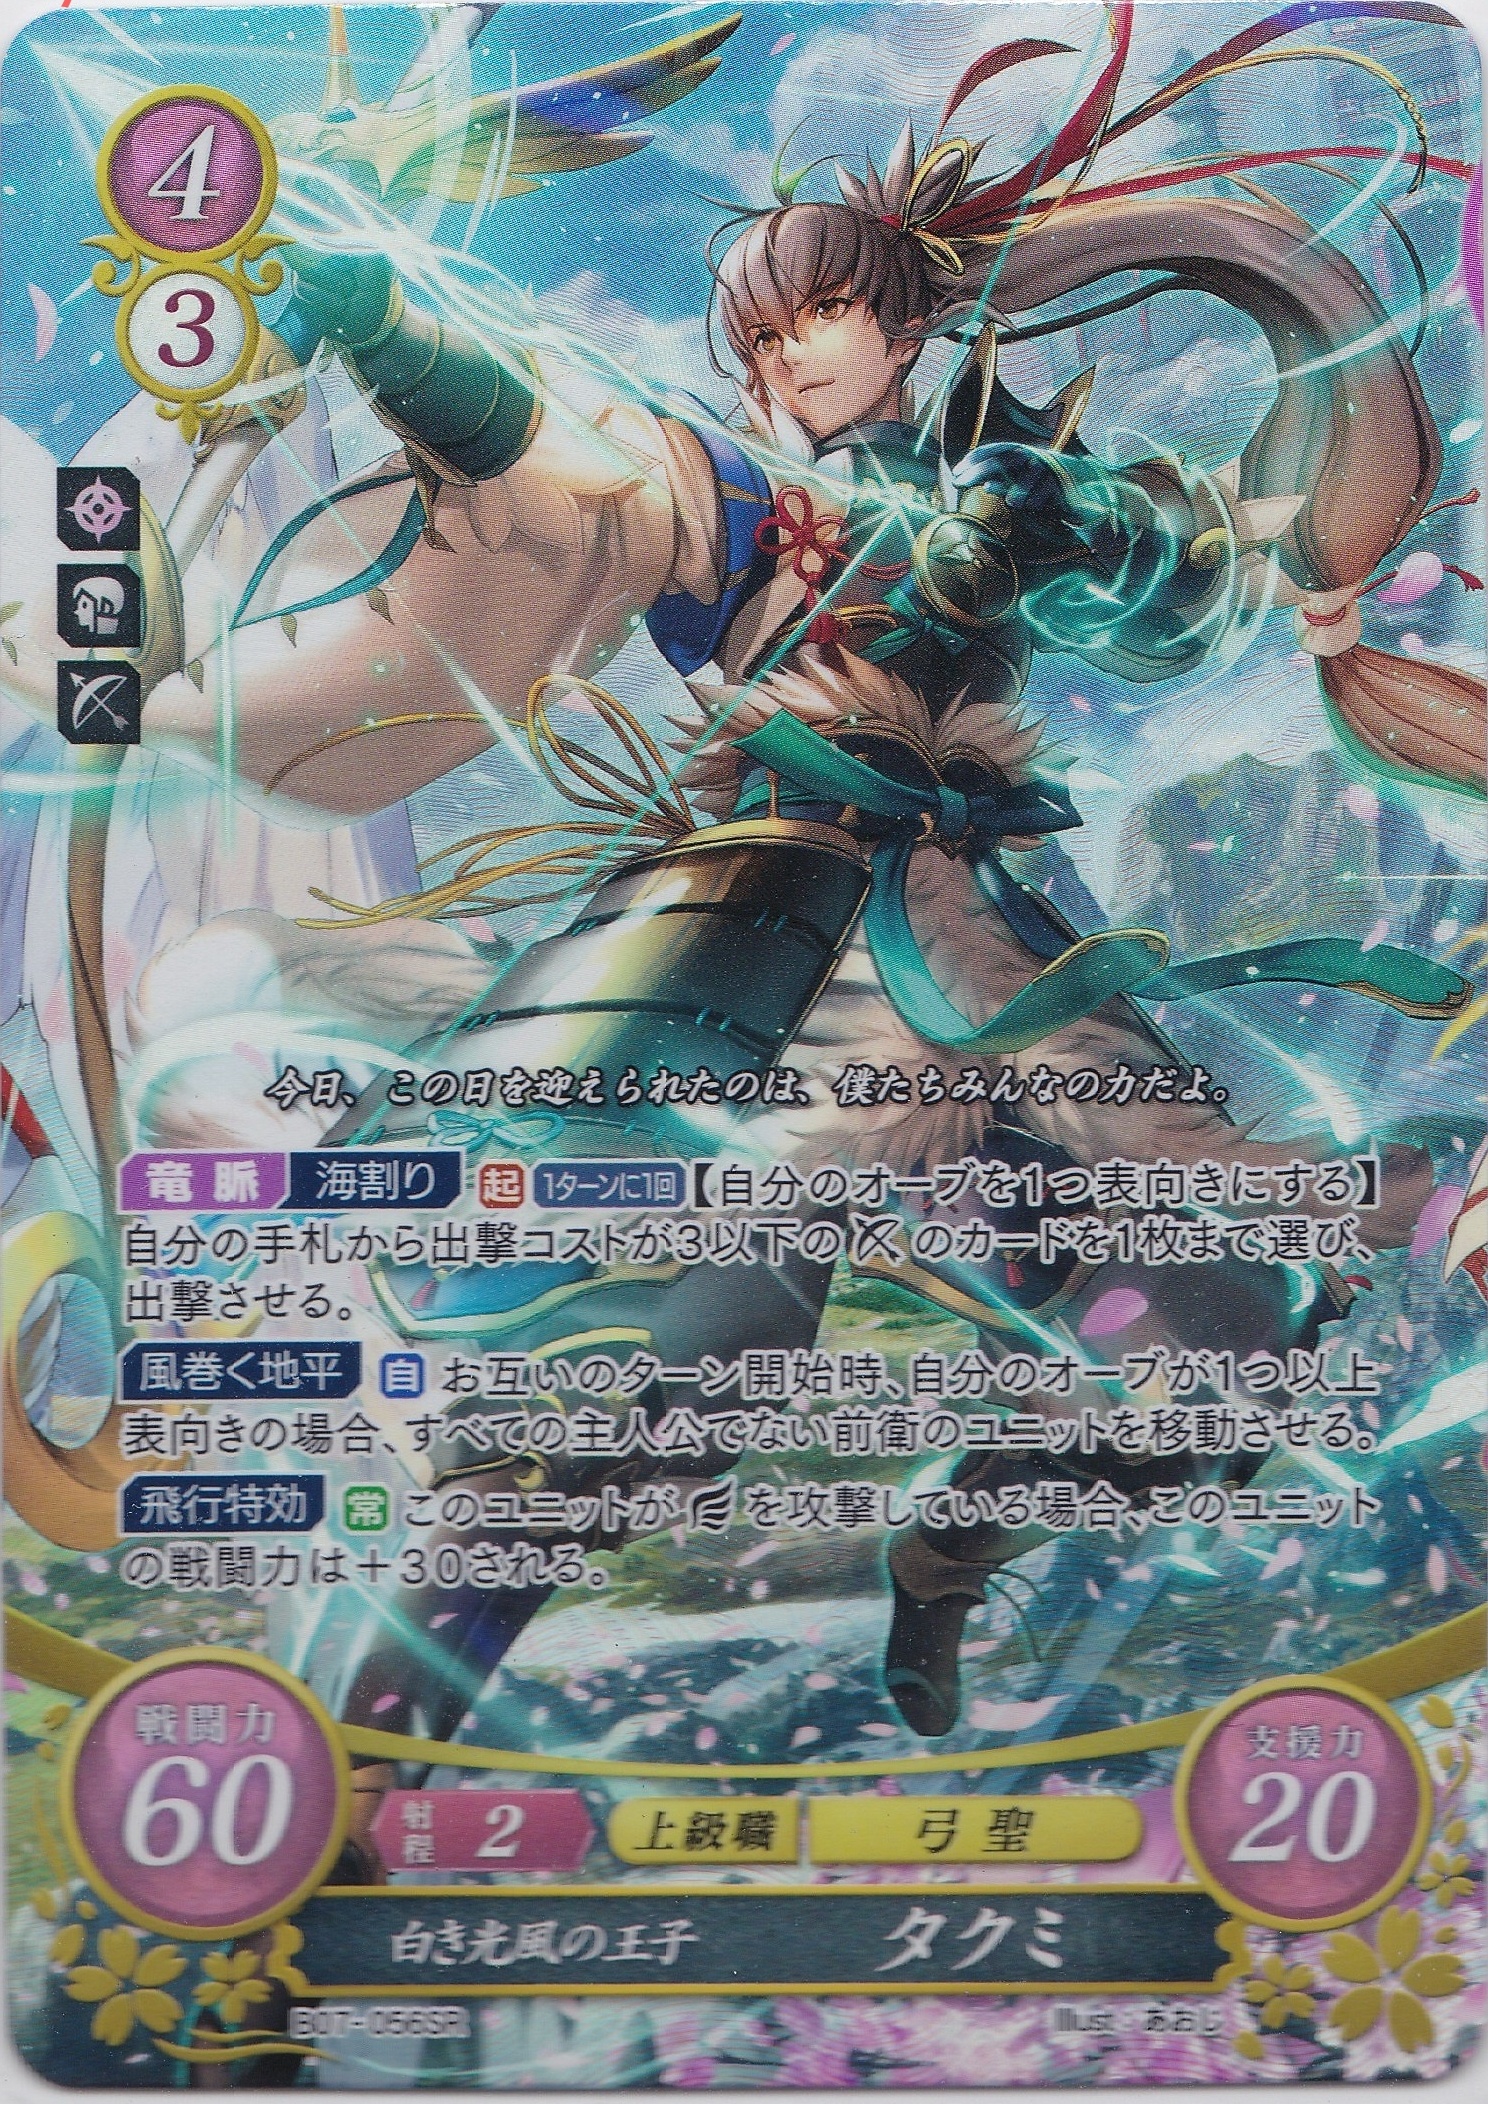 4
3
今日、この日を迎えられたのは、僕たちみんなの力だよ。
竜脈 海割り 起 1ターンに1回【自分のオーブを1つ表向きにする】
自分の手札から出撃コストが3以下の のカードを1枚まで選び、
出撃させる。
風巻く地平 自 お互いのターン開始時、自分のオーブが1つ以上
表向きの場合、すべての主人公でない前衛のユニットを移動させる。
飛行特効 常 このユニットが を攻撃している場合、このユニット
の戦闘力は+30される。
戦闘力
60
射程 2
上級職
弓聖
支援力
20
白き光風の王子 タクミ
B07-056SR
Illust：あおじ